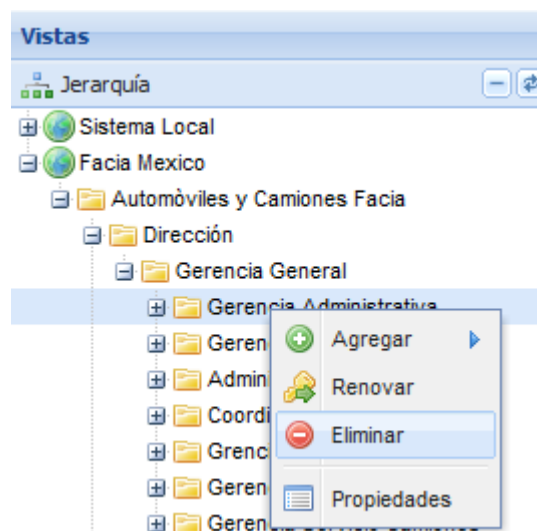 Vistas
Jerarquía
Sistema Local
Facia Mexico
Automòviles y Camiones Facia
Dirección
Gerencia General
Gerencia Administrativa
Agregar
Renovar
Eliminar
Propiedades